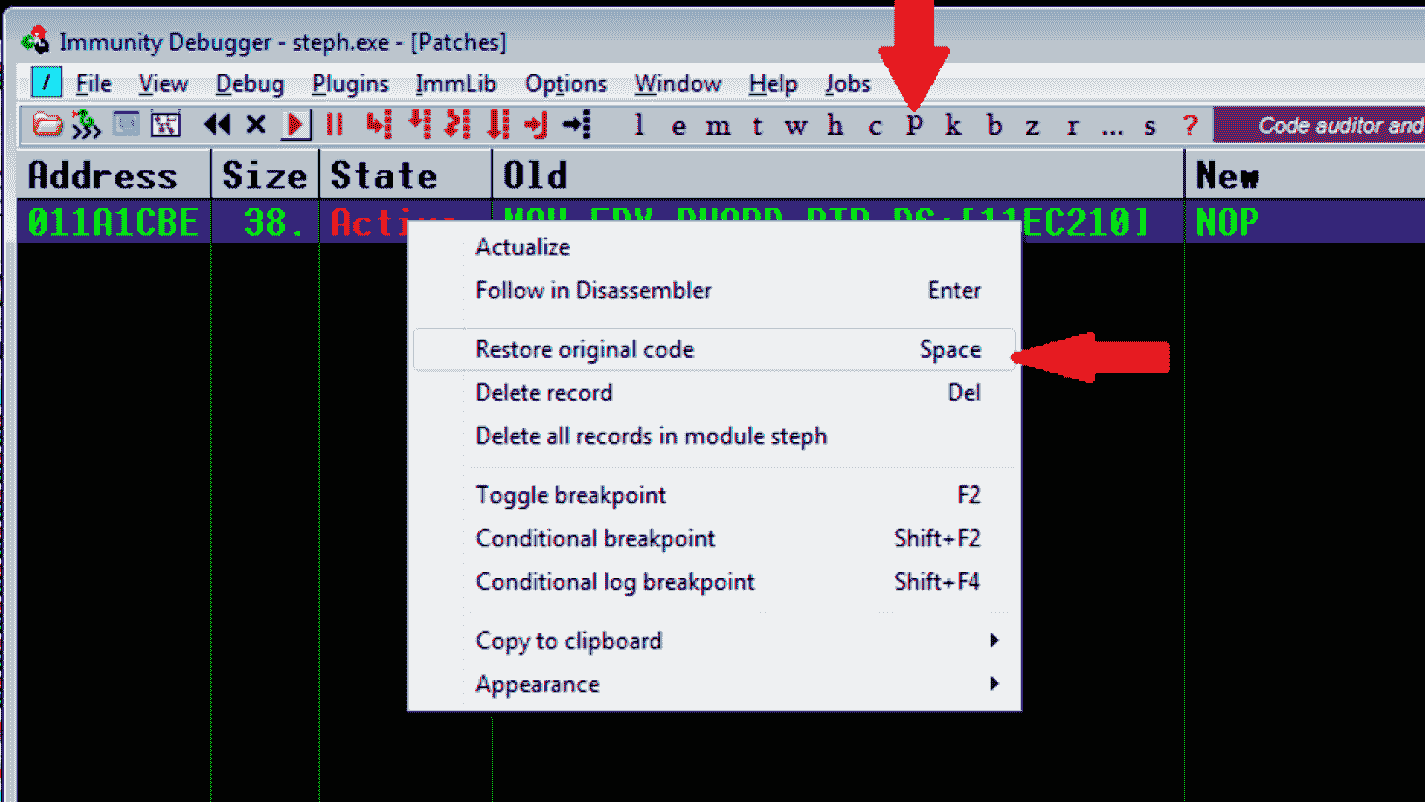 Immunity Debugger - steph.exe - [Patches]
File View Debug Plugins ImmLib Options Window Help Jobs
l e m t w h c p k b z r ... s ? Code auditor and
Address Size State Old New
011A1CBE 38. [11EC210] NOP
Actualize
Follow in Disassembler Enter
Restore original code Space
Delete record Del
Delete all records in module steph
Toggle breakpoint F2
Conditional breakpoint Shift+F2
Conditional log breakpoint Shift+F4
Copy to clipboard
Appearance